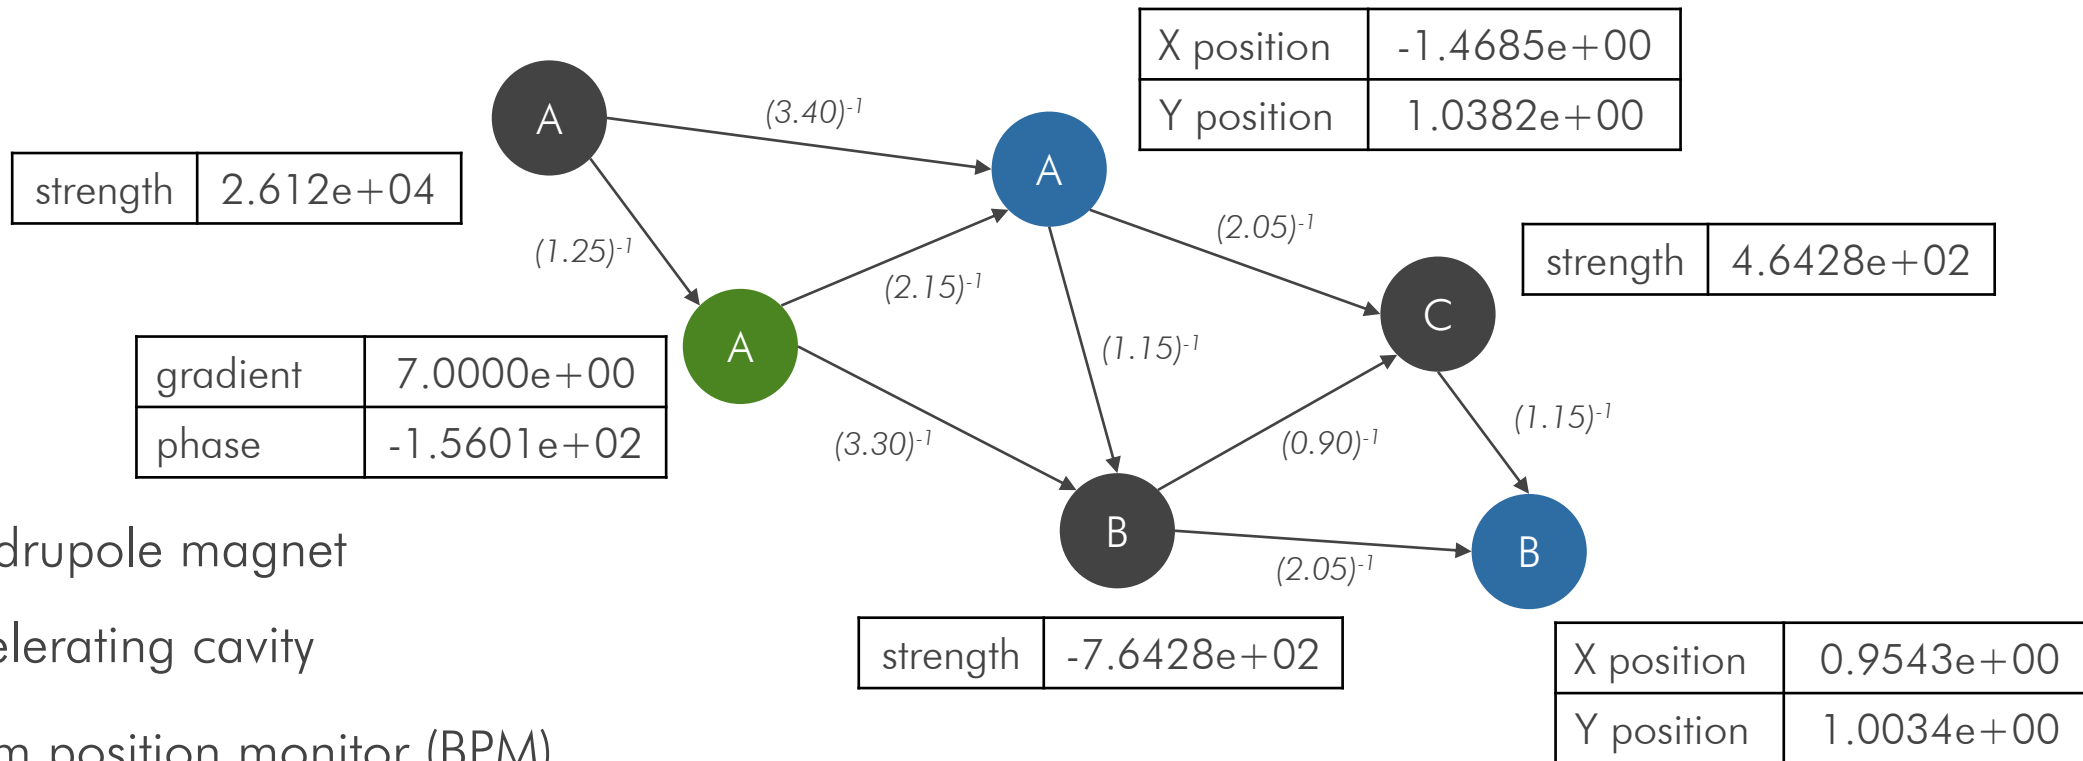 X position -1.4685e+00
Y position 1.0382e+00
A
(3.40)⁻¹
A
strength 2.612e+04
(1.25)⁻¹
(2.15)⁻¹
(2.05)⁻¹
strength 4.6428e+02
C
A
gradient 7.0000e+00
phase -1.5601e+02
(3.30)⁻¹
(1.15)⁻¹
(0.90)⁻¹
(1.15)⁻¹
B
(2.05)⁻¹
B
drupole magnet
elerating cavity
m position monitor (BPM)
strength -7.6428e+02
X position 0.9543e+00
Y position 1.0034e+00